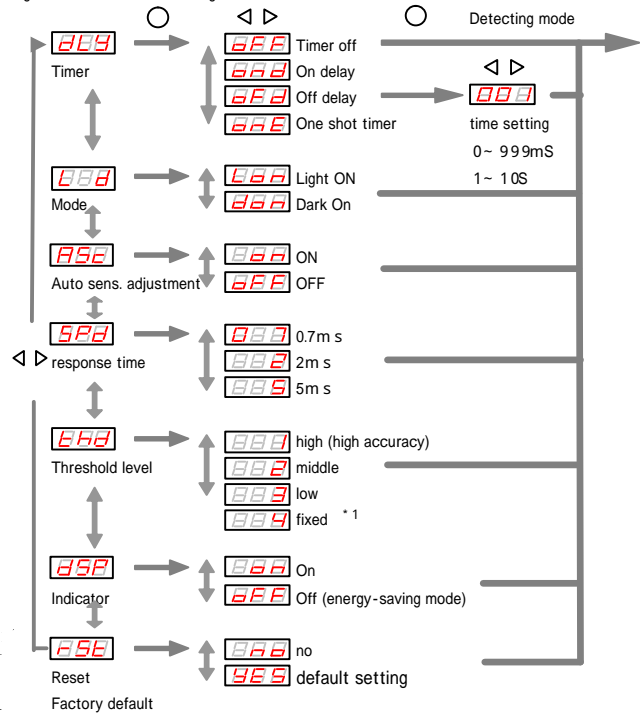 Detecting mode
dLY
oFF Timer off
Timer
ond On delay
oFd Off delay
001
onE One shot timer
time setting
0~ 999mS
1~ 10S
L d
Lon Light ON
Mode
don Dark On
ASC
on ON
Auto sens. adjustment
oFF OFF
SPd
0 7 0.7m s
response time
2 2m s
5 5m s
thd
1 high (high accuracy)
Threshold level
2 middle
3 low
4 fixed * 1
dSP
on On
Indicator
oFF Off (energy-saving mode)
rSt
no no
Reset
YES default setting
Factory default